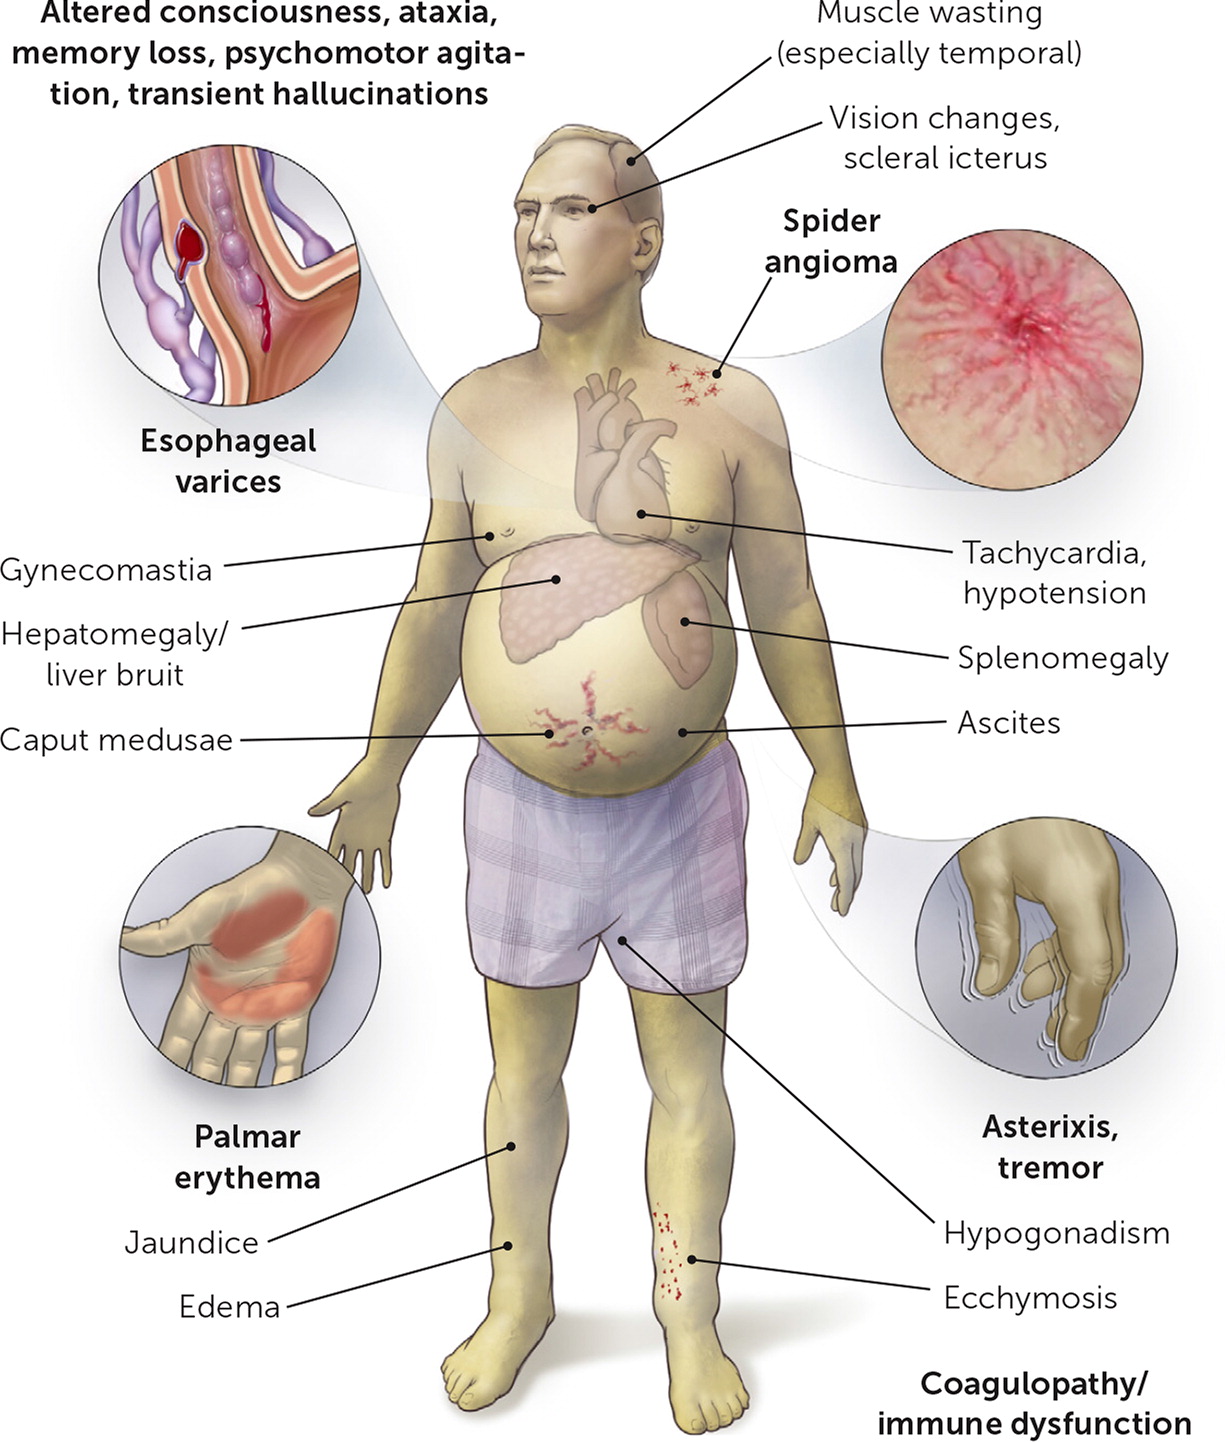 Altered consciousness, ataxia,
memory loss, psychomotor agita-
tion, transient hallucinations
Muscle wasting
(especially temporal)
Vision changes,
scleral icterus
Spider
angioma
Esophageal
varices
Gynecomastia
Hepatomegaly/
liver bruit
Caput medusae
Tachycardia,
hypotension
Splenomegaly
Ascites
Palmar
erythema
Jaundice
Edema
Asterixis,
tremor
Hypogonadism
Ecchymosis
Coagulopathy/
immune dysfunction